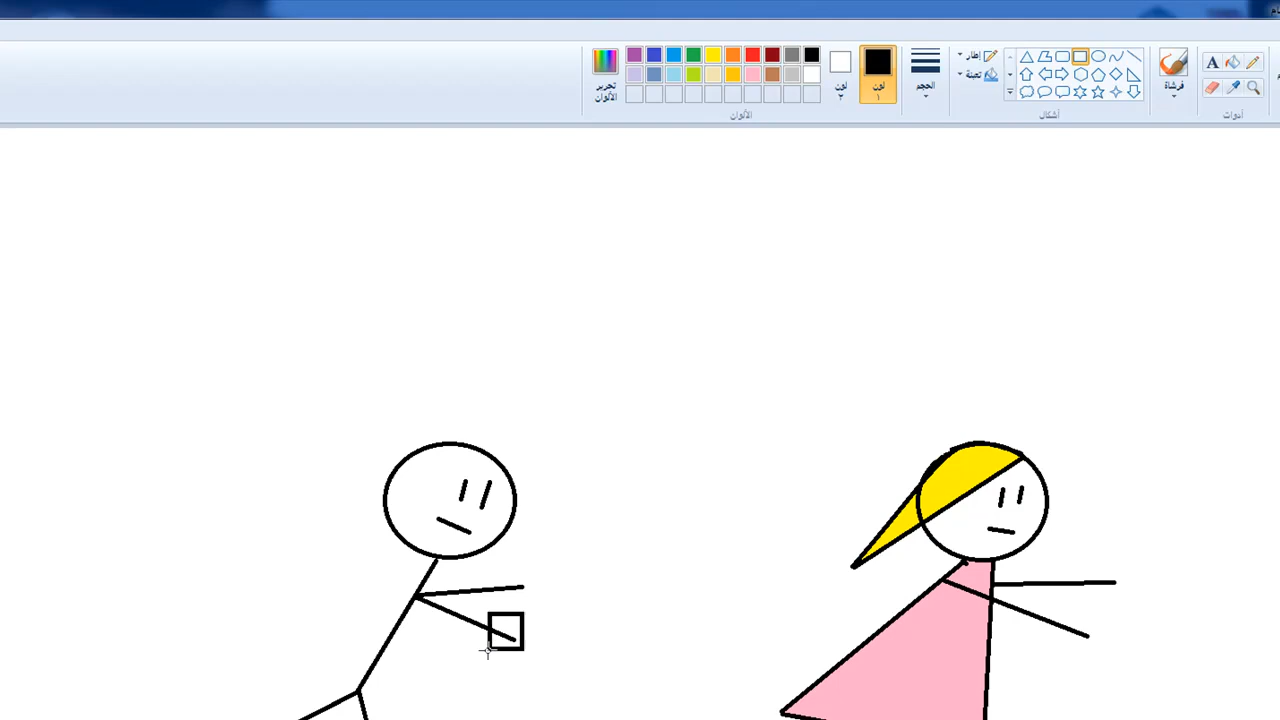 إطار
تعبئة
A
فرشاة
الحجم
لون
١
لون
٢
تحرير
الألوان
أدوات
أشكال
الألوان